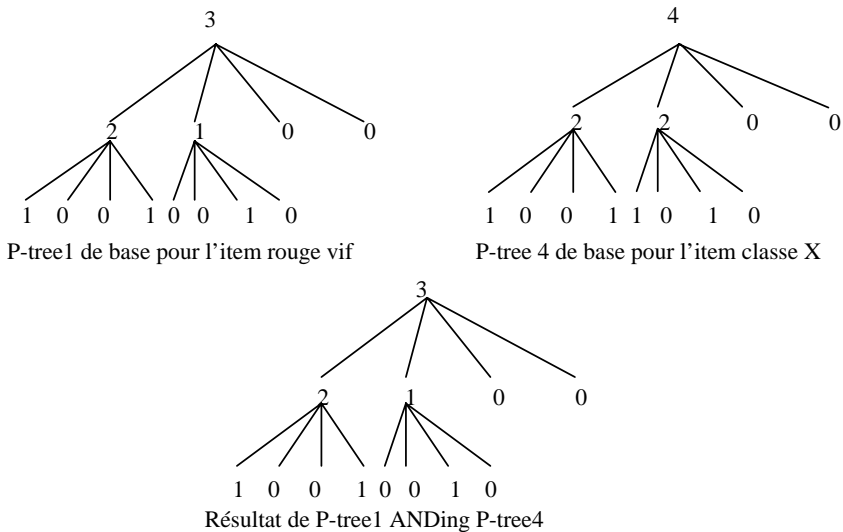 3 4
2 1 0 0 2 2 0 0
1 0 0 1 0 0 1 0 1 0 0 1 1 0 1 0
P-tree1 de base pour l'item rouge vif P-tree 4 de base pour l'item classe X
3
2 1 0 0
1 0 0 1 0 0 1 0
Résultat de P-tree1 ANDing P-tree4